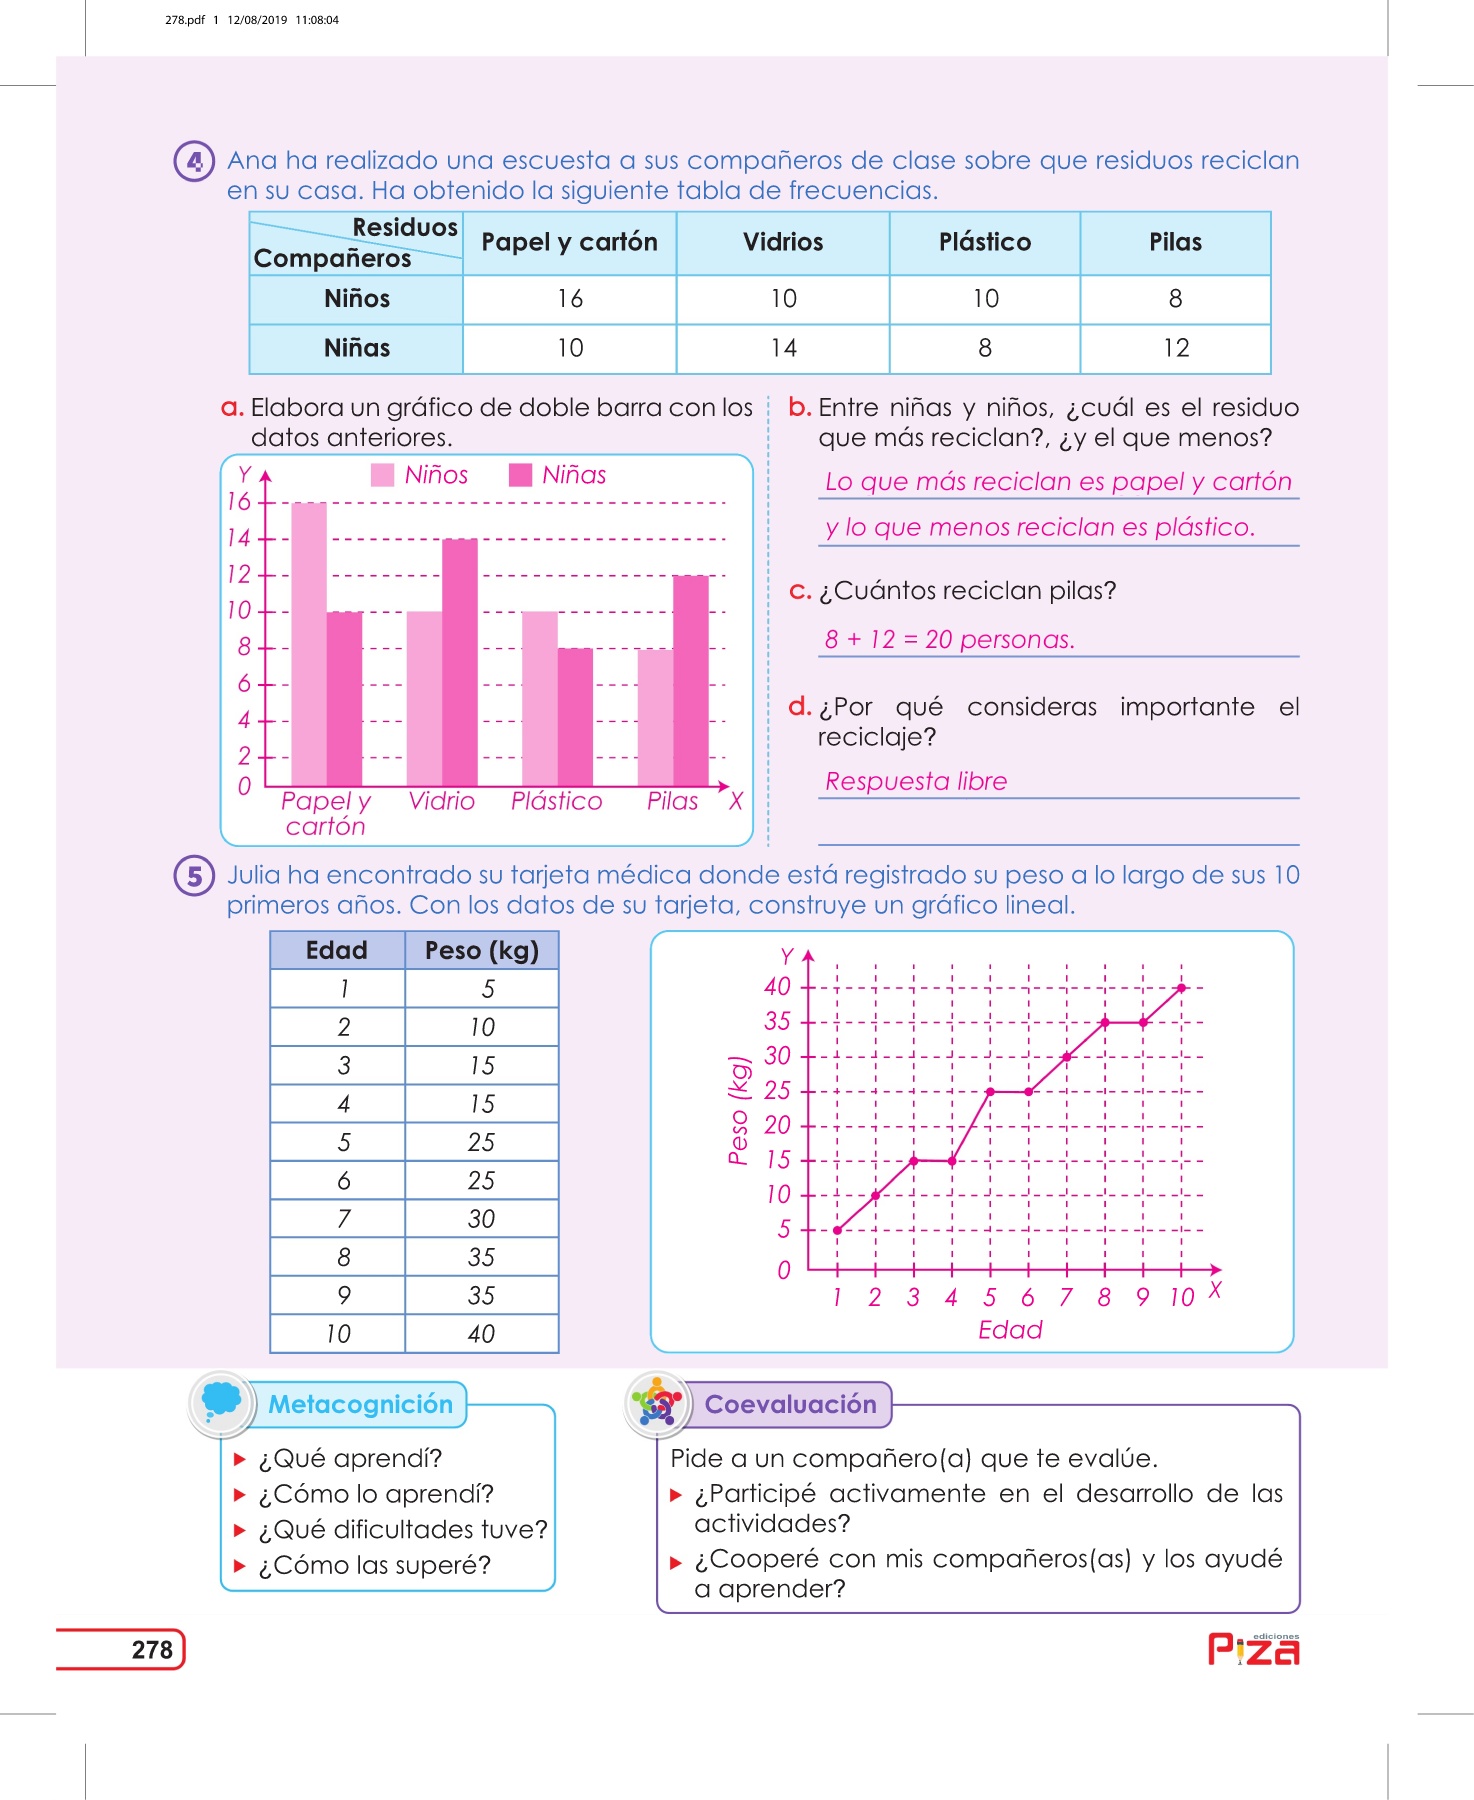 278.pdf 1 12/08/2019 11:08:04
4 Ana ha realizado una escuesta a sus compañeros de clase sobre que residuos reciclan
en su casa. Ha obtenido la siguiente tabla de frecuencias.
Residuos
Compañeros
Papel y cartón Vidrios Plástico Pilas
Niños 16 10 10 8
Niñas 10 14 8 12
a. Elabora un gráfico de doble barra con los
datos anteriores.
Y Niños Niñas
16
14
12
10
8
6
4
2
0
Papel y Vidrio Plástico Pilas X
cartón
b. Entre niñas y niños, ¿cuál es el residuo
que más reciclan?, ¿y el que menos?
Lo que más reciclan es papel y cartón
y lo que menos reciclan es plástico.
c. ¿Cuántos reciclan pilas?
8 + 12 = 20 personas.
d. ¿Por qué consideras importante el
reciclaje?
Respuesta libre
5 Julia ha encontrado su tarjeta médica donde está registrado su peso a lo largo de sus 10
primeros años. Con los datos de su tarjeta, construye un gráfico lineal.
Edad Peso (kg)
1 5
2 10
3 15
4 15
5 25
6 25
7 30
8 35
9 35
10 40
Y
40
35
30
25
20
15
10
5
0
Peso (kg)
1 2 3 4 5 6 7 8 9 10 X
Edad
Metacognición
¿Qué aprendí?
¿Cómo lo aprendí?
¿Qué dificultades tuve?
¿Cómo las superé?
Coevaluación
Pide a un compañero(a) que te evalúe.
¿Participé activamente en el desarrollo de las
actividades?
¿Cooperé con mis compañeros(as) y los ayudé
a aprender?
278
ediciones
Piza